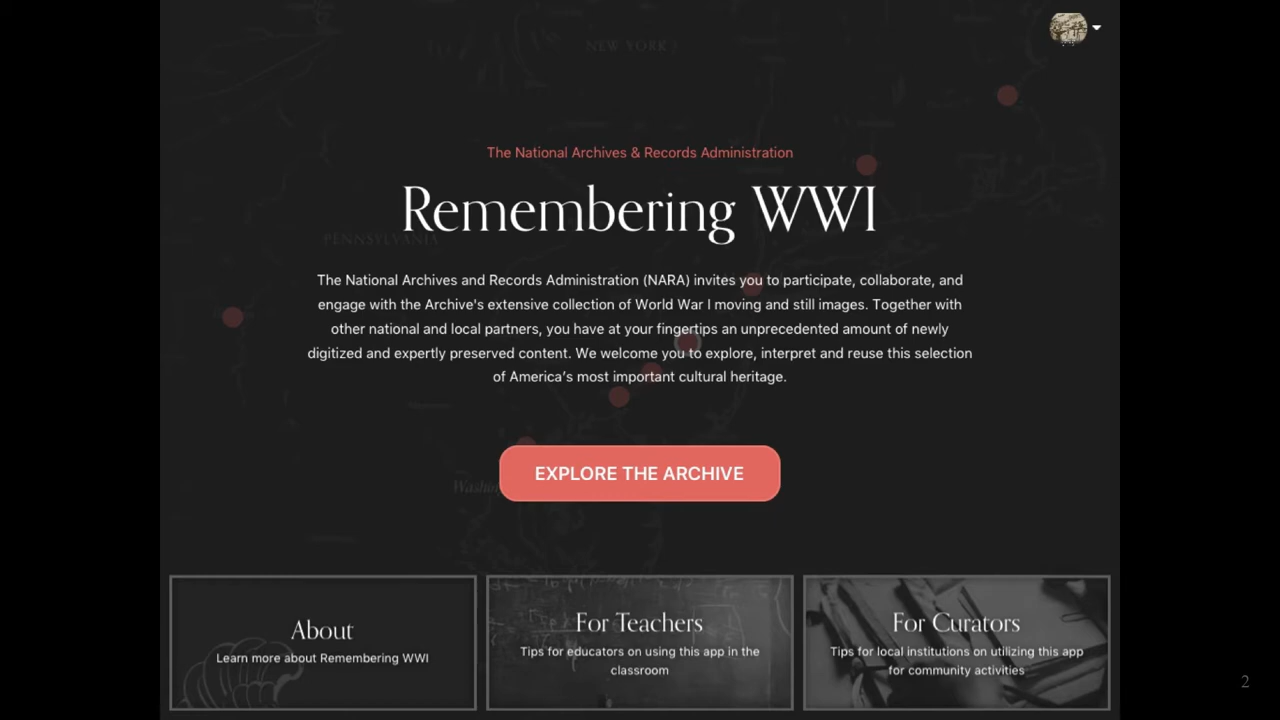 NEW YORK
The National Archives & Records Administration
Remembering WWI
PENNSYLVANIA
The National Archives and Records Administration (NARA) invites you to participate, collaborate, and
engage with the Archive's extensive collection of World War I moving and still images. Together with
other national and local partners, you have at your fingertips an unprecedented amount of newly
digitized and expertly preserved content. We welcome you to explore, interpret and reuse this selection
of America’s most important cultural heritage.
EXPLORE THE ARCHIVE
About
Learn more about Remembering WWI
For Teachers
Tips for educators on using this app in the
classroom
For Curators
Tips for local institutions on utilizing this app
for community activities
2